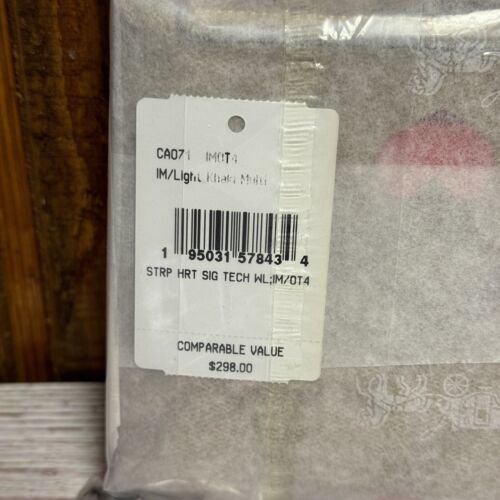 CA071 IM0T4
IM/Light Khaki Multi
1 95031 57843 4
STRP HRT SIG TECH WL;IM/OT4
COMPARABLE VALUE
$298.00